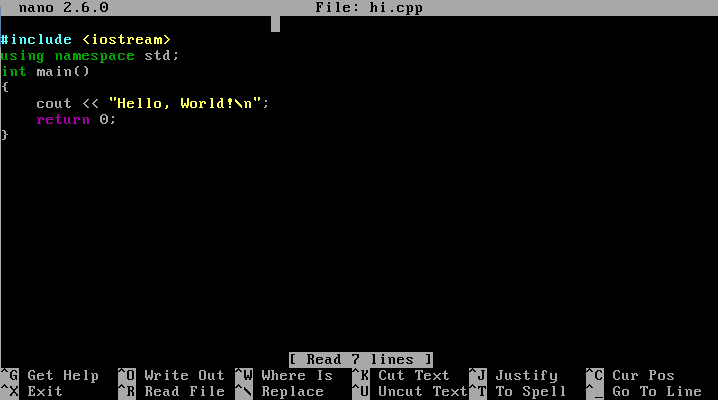 nano 2.6.0 File: hi.cpp
#include <iostream>
using namespace std;
int main()
{
    cout << "Hello, World!\n";
    return 0;
}
[ Read 7 lines ]
^G Get Help ^O Write Out ^W Where Is ^K Cut Text ^J Justify ^C Cur Pos
^X Exit ^R Read File ^\ Replace ^U Uncut Text ^T To Spell ^_ Go To Line